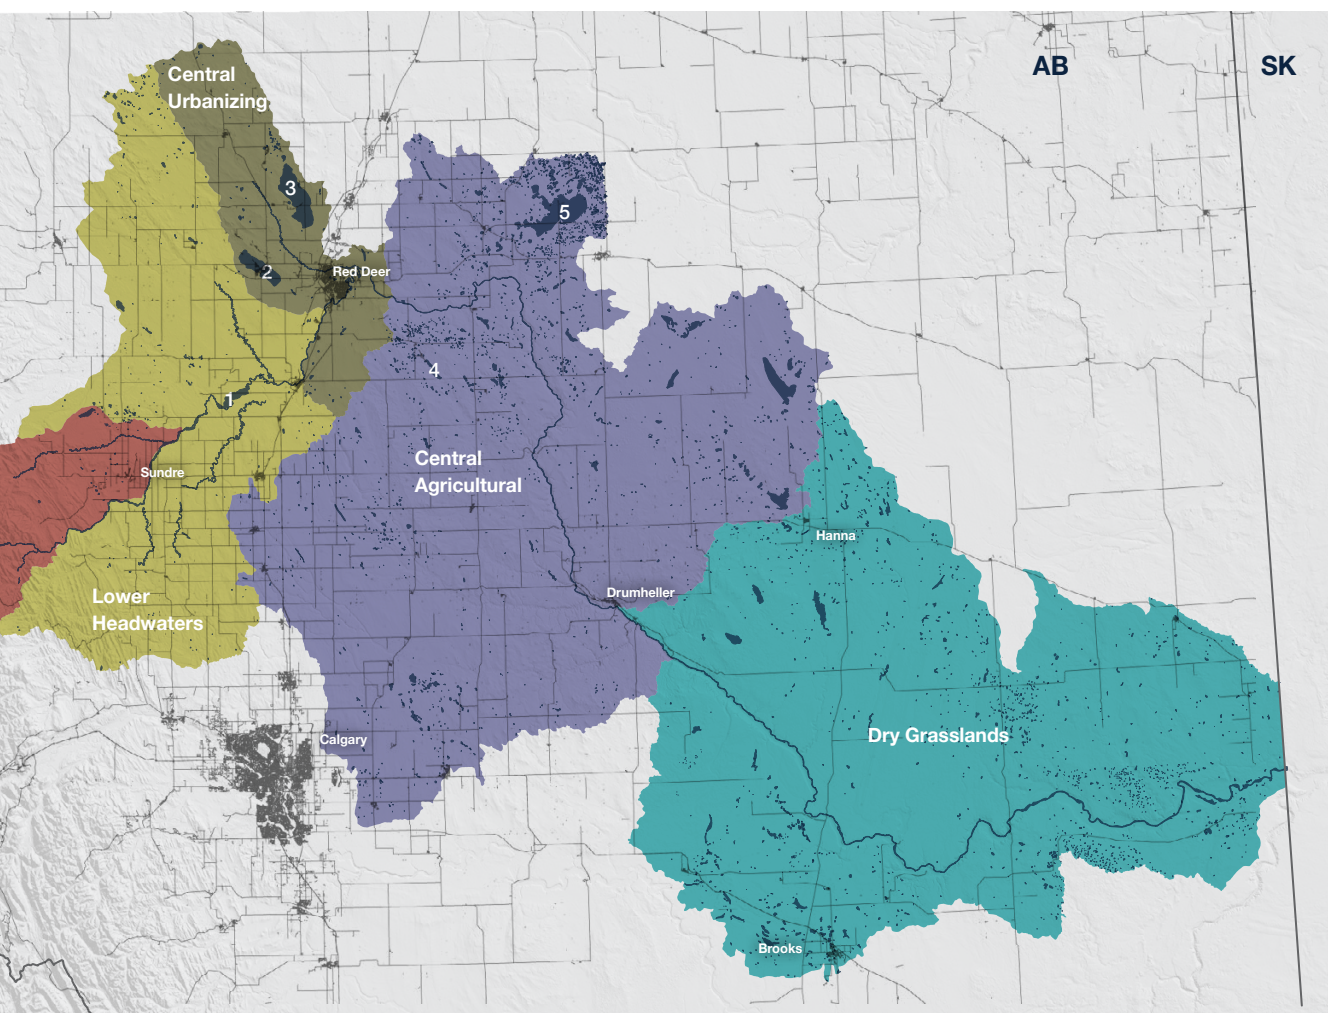 AB
SK
Central
Urbanizing
3
5
2
Red Deer
4
1
Central
Agricultural
Sundre
Hanna
Lower
Headwaters
Drumheller
Dry Grasslands
Calgary
Brooks